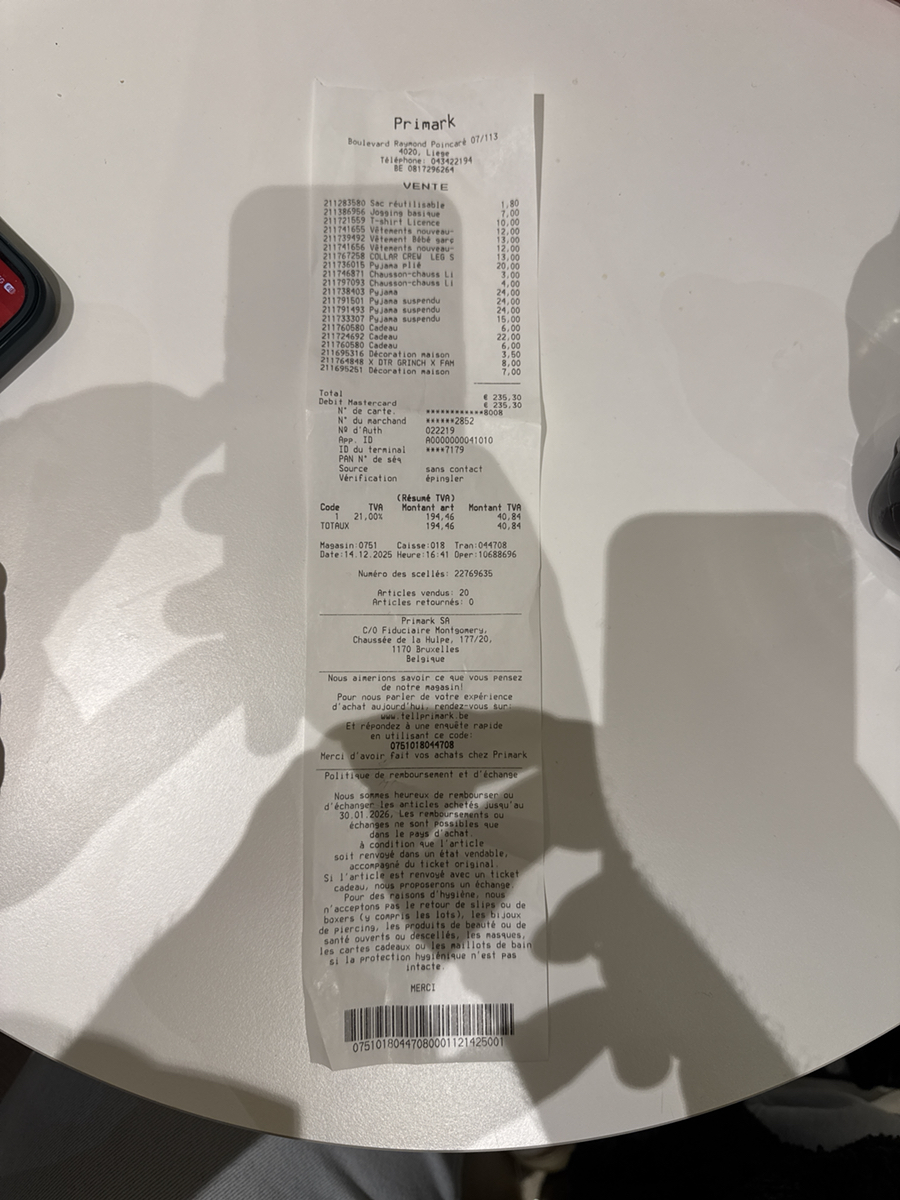 Primark
Boulevard Raymond Poincaré 07/113
4020, Liege
Téléphone: 043422194
BE 0817296264
VENTE
211283580 Sac réutilisable 1,80
211386956 Jogging basique 7,00
211721559 T-shirt Licence 10,00
211741655 Vêtements nouveau- 12,00
211739492 Vêtement Bébé garc 13,00
211741656 Vêtements nouveau- 12,00
211767258 COLLAR CREW LEG S 13,00
211736015 Pyjama plié 20,00
211746871 Chausson-chauss Li 3,00
211797093 Chausson-chauss Li 4,00
211738403 Pyjama 24,00
211791501 Pyjama suspendu 24,00
211791493 Pyjama suspendu 24,00
211733307 Pyjama suspendu 15,00
211760580 Cadeau 6,00
211724692 Cadeau 22,00
211760580 Cadeau 6,00
211695316 Décoration maison 3,50
211764848 X DTR GRINCH X FAM 8,00
211695251 Décoration maison 7,00
Total € 235,30
Debit Mastercard € 235,30
N° de carte. ************8008
N° du marchand ******2852
Nº d'Auth 022219
App. ID A0000000041010
ID du terminal ****7179
PAN N° de séq
Source sans contact
Vérification épingler
(Résumé TVA)
Code TVA Montant art Montant TVA
1 21,00% 194,46 40,84
TOTAUX 194,46 40,84
Magasin:0751 Caisse:018 Tran:044708
Date:14.12.2025 Heure:16:41 Oper:10688696
Numéro des scellés: 22769635
Articles vendus: 20
Articles retournés: 0
Primark SA
C/O Fiduciaire Montgomery,
Chaussée de la Hulpe, 177/20,
1170 Bruxelles
Belgique
Nous aimerions savoir ce que vous pensez
de notre magasin!
Pour nous parler de votre expérience
d'achat aujourd'hui, rendez-vous sur:
www.tellprimark.be
Et répondez à une enquête rapide
en utilisant ce code:
0751018044708
Merci d'avoir fait vos achats chez Primark
Politique de remboursement et d'échange
Nous sommes heureux de rembourser ou
d'échanger les articles achetés jusqu'au
30.01.2026. Les remboursements ou
échanges ne sont possibles que
dans le pays d'achat.
à condition que l'article
soit renvoyé dans un état vendable,
accompagné du ticket original.
Si l'article est renvoyé avec un ticket
cadeau, nous proposerons un échange.
Pour des raisons d'hygiéne, nous
n'acceptons pas le retour de slips ou de
boxers (y compris les lots), les bijoux
de piercing, les produits de beauté ou de
santé ouverts ou descellés, les masques,
les cartes cadeaux ou les maillots de bain
si la protection hygiénique n'est pas
intacte.
MERCI
07510180447080001121425001